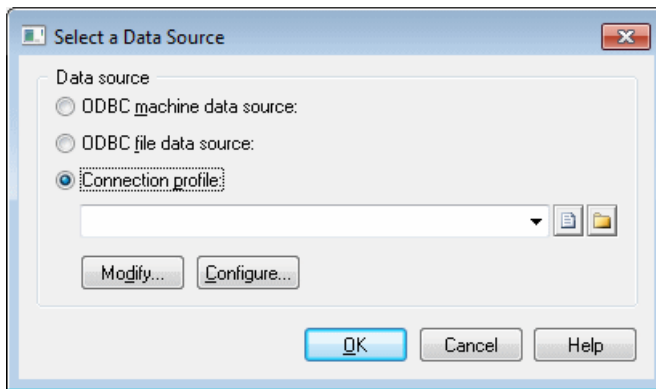 Select a Data Source
Data source
ODBC machine data source:
ODBC file data source:
Connection profile:
Modify... Configure...
OK Cancel Help